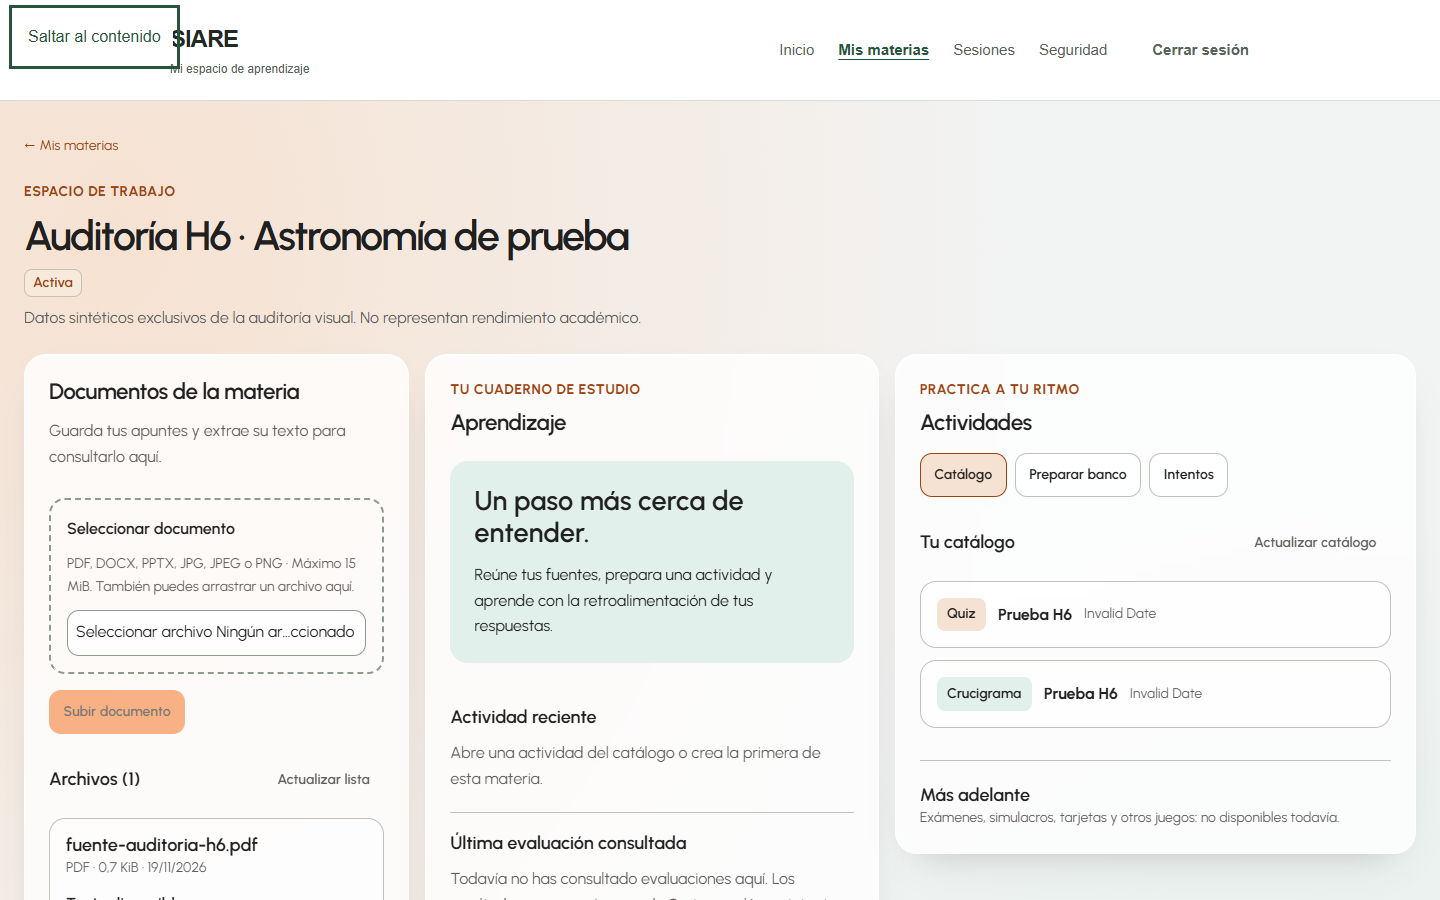 Saltar al contenido
SIARE
Mi espacio de aprendizaje
Inicio
Mis materias
Sesiones
Seguridad
Cerrar sesión
← Mis materias
ESPACIO DE TRABAJO
Auditoría H6 · Astronomía de prueba
Activa
Datos sintéticos exclusivos de la auditoría visual. No representan rendimiento académico.
Documentos de la materia
Guarda tus apuntes y extrae su texto para
consultarlo aquí.
Seleccionar documento
PDF, DOCX, PPTX, JPG, JPEG o PNG · Máximo 15
MiB. También puedes arrastrar un archivo aquí.
Seleccionar archivo Ningún ar...ccionado
Subir documento
Archivos (1)
Actualizar lista
fuente-auditoria-h6.pdf
PDF · 0,7 KiB · 19/11/2026
TU CUADERNO DE ESTUDIO
Aprendizaje
Un paso más cerca de
entender.
Reúne tus fuentes, prepara una actividad y
aprende con la retroalimentación de tus
respuestas.
Actividad reciente
Abre una actividad del catálogo o crea la primera de
esta materia.
Última evaluación consultada
Todavía no has consultado evaluaciones aquí. Los
PRACTICA A TU RITMO
Actividades
Catálogo
Preparar banco
Intentos
Tu catálogo
Actualizar catálogo
Quiz Prueba H6 Invalid Date
Crucigrama Prueba H6 Invalid Date
Más adelante
Exámenes, simulacros, tarjetas y otros juegos: no disponibles todavía.